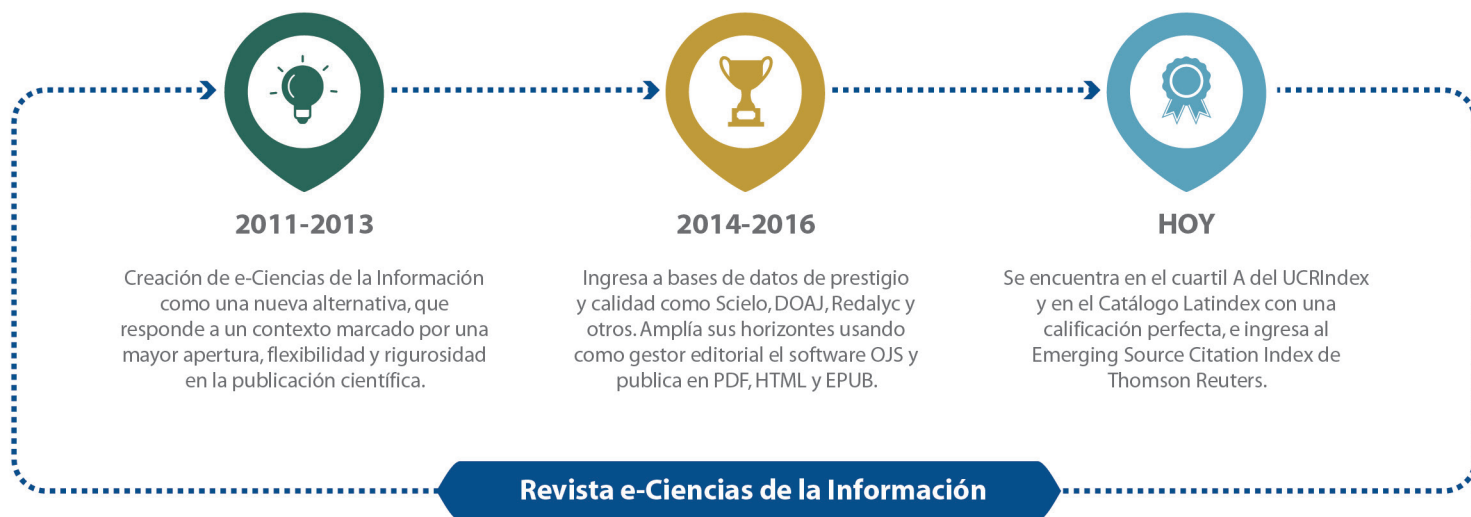 2011-2013
Creación de e-Ciencias de la Información
como una nueva alternativa, que
responde a un contexto marcado por una
mayor apertura, flexibilidad y rigurosidad
en la publicación científica.
2014-2016
Ingresa a bases de datos de prestigio
y calidad como Scielo, DOAJ, Redalyc y
otros. Amplía sus horizontes usando
como gestor editorial el software OJS y
publica en PDF, HTML y EPUB.
HOY
Se encuentra en el cuartil A del UCRIndex
y en el Catálogo Latindex con una
calificación perfecta, e ingresa al
Emerging Source Citation Index de
Thomson Reuters.
Revista e-Ciencias de la Información